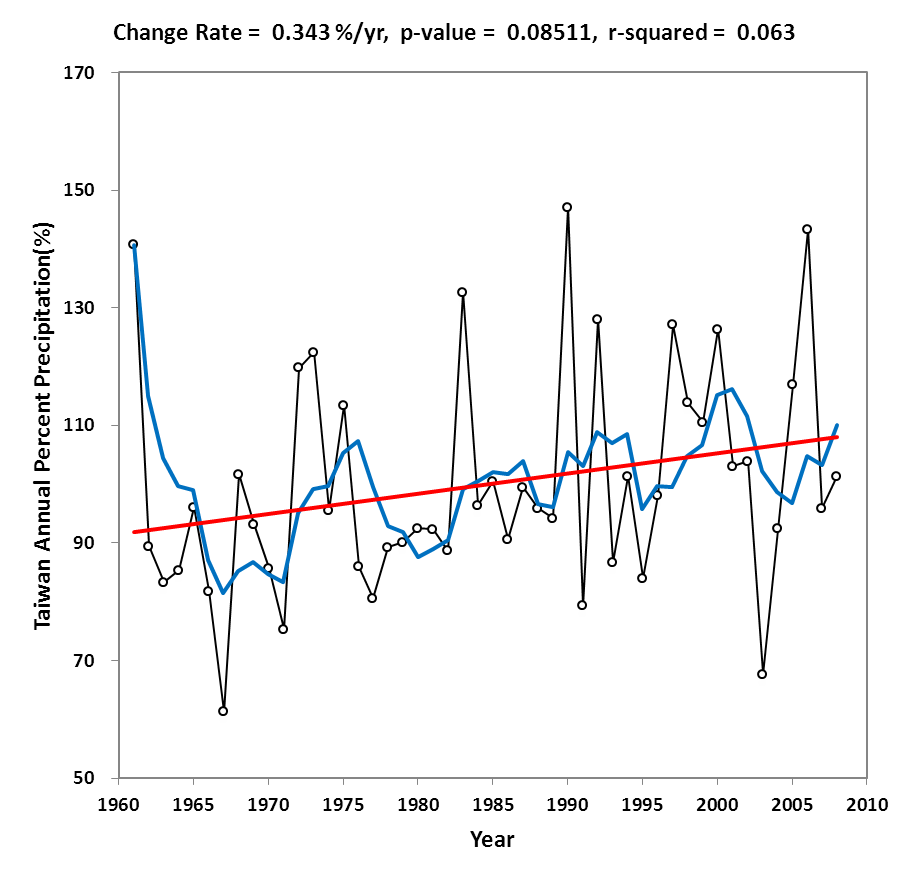 Change Rate = 0.343 %/yr, p-value = 0.08511, r-squared = 0.063
170
150
130
110
90
70
50
Taiwan Annual Percent Precipitation(%)
1960 1965 1970 1975 1980 1985 1990 1995 2000 2005 2010
Year